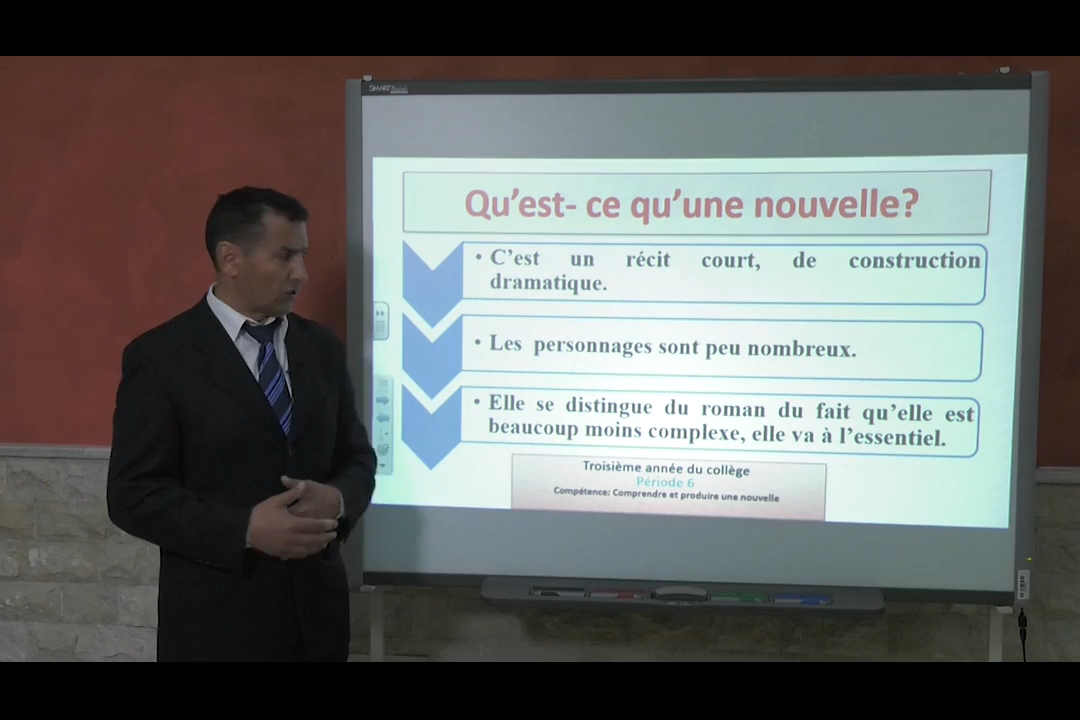 SMART
Qu'est- ce qu'une nouvelle?
• C'est un récit court, de construction
dramatique.
• Les personnages sont peu nombreux.
• Elle se distingue du roman du fait qu'elle est
beaucoup moins complexe, elle va à l'essentiel.
Troisième année du collège
Période 6
Compétence: Comprendre et produire une nouvelle